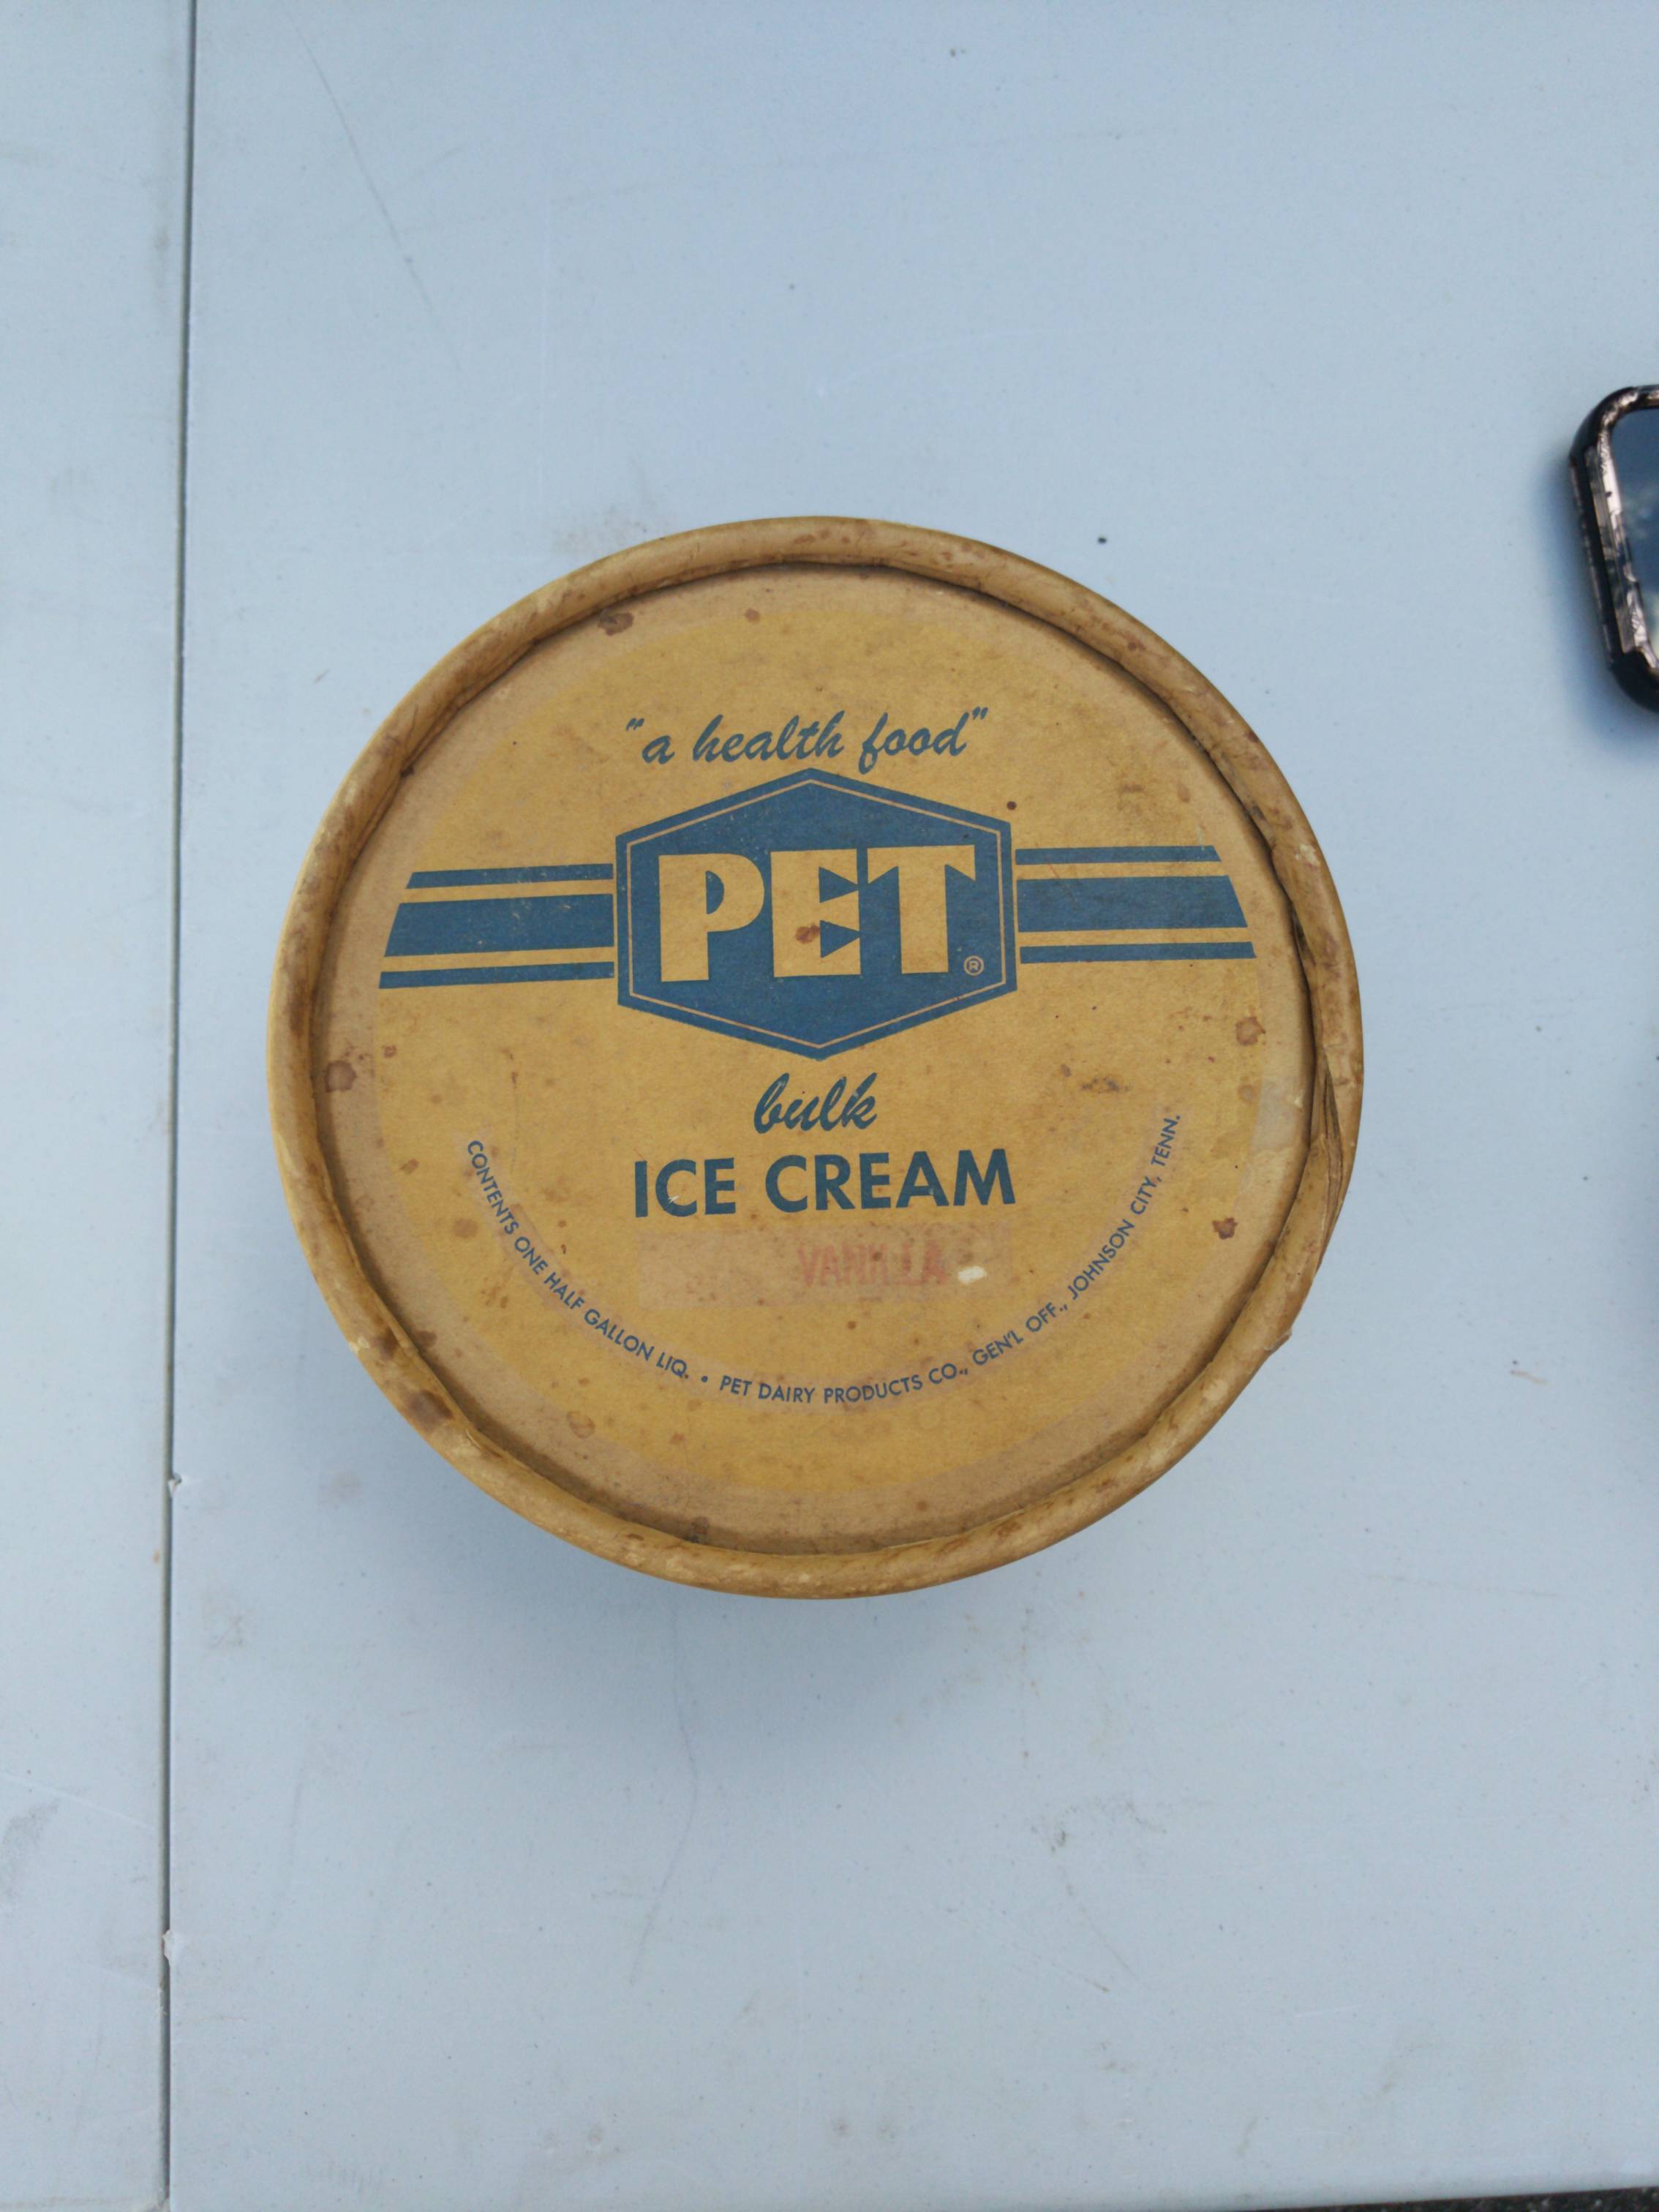 "a health food"
PET®
bulk
ICE CREAM
VANILLA
CONTENTS ONE HALF GALLON LIQ. • PET DAIRY PRODUCTS CO., GEN'L OFF., JOHNSON CITY, TENN.